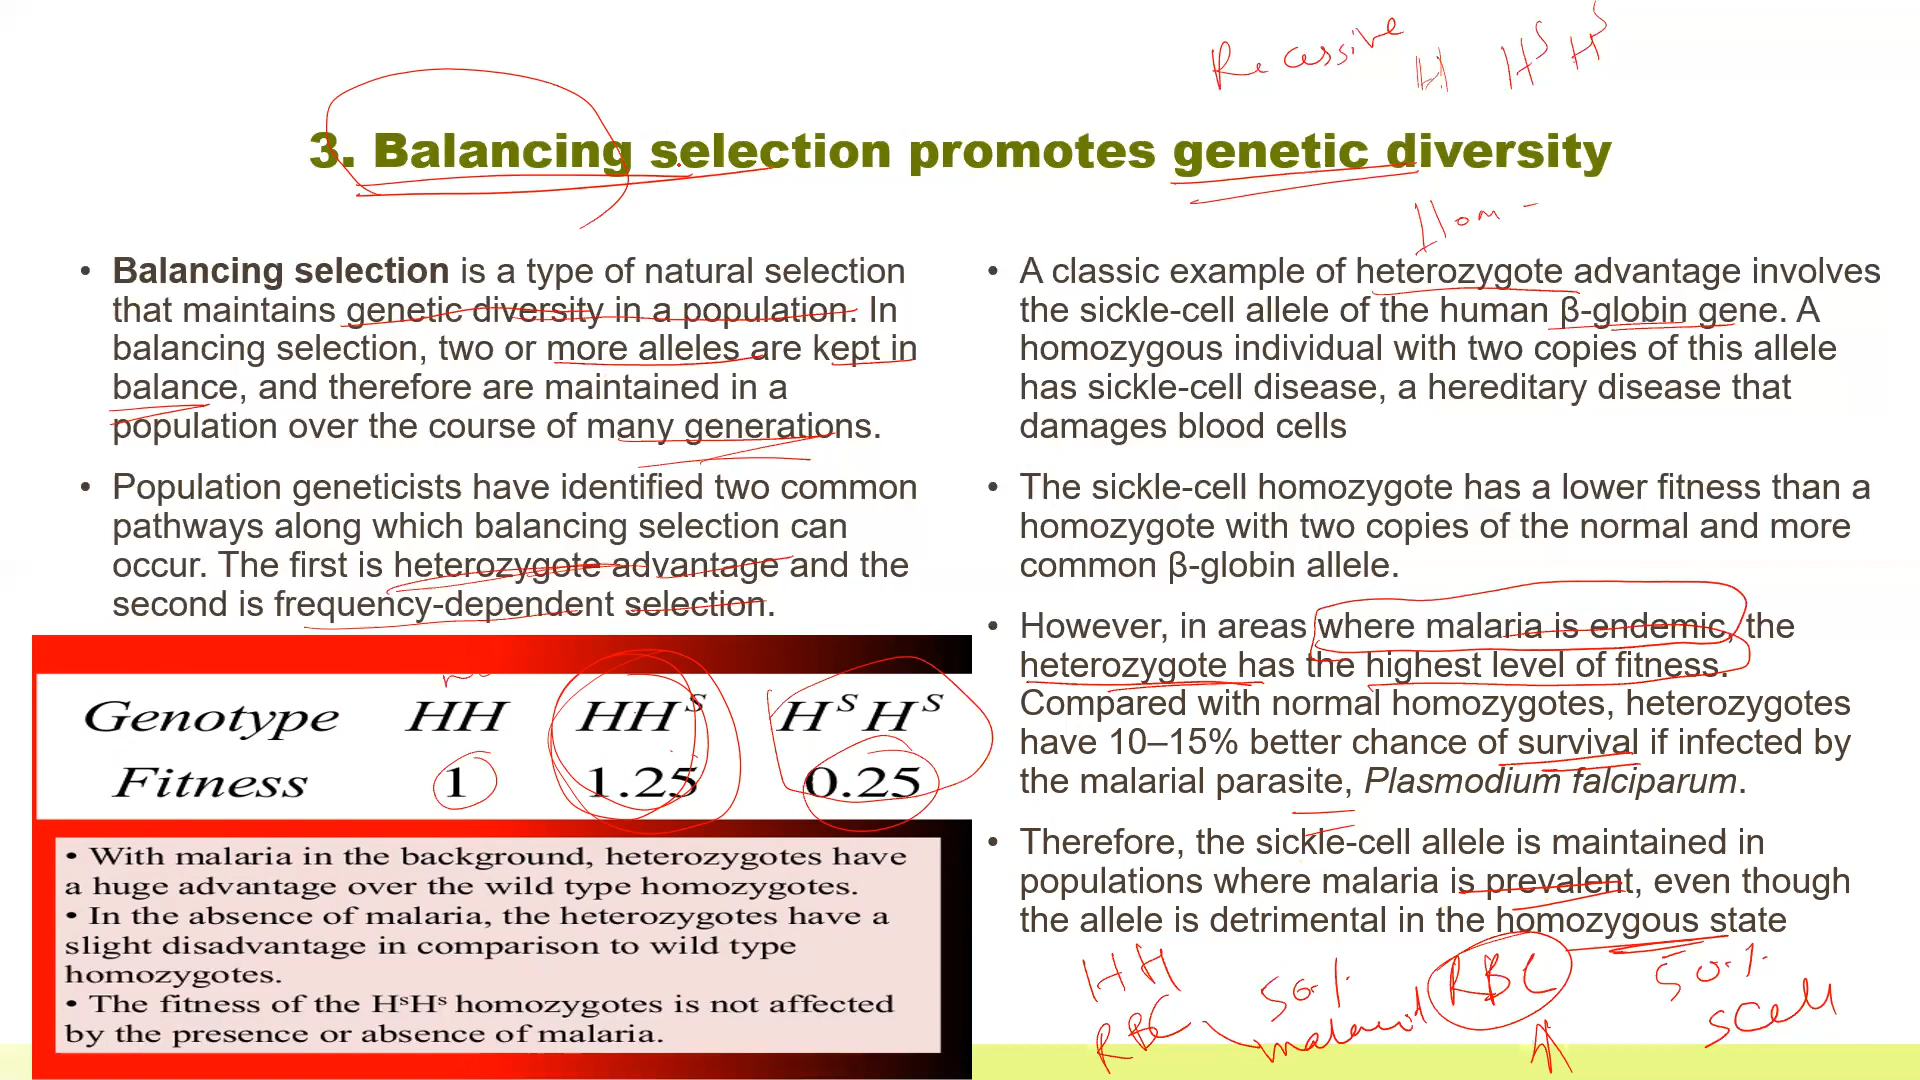 Recessive H Hˢ Hˢ
3. Balancing selection promotes genetic diversity
Hom -
• Balancing selection is a type of natural selection
that maintains genetic diversity in a population. In
balancing selection, two or more alleles are kept in
balance, and therefore are maintained in a
population over the course of many generations.
• Population geneticists have identified two common
pathways along which balancing selection can
occur. The first is heterozygote advantage and the
second is frequency-dependent selection.
Genotype HH HHˢ HˢHˢ
Fitness 1 1.25 0.25
• With malaria in the background, heterozygotes have
a huge advantage over the wild type homozygotes.
• In the absence of malaria, the heterozygotes have a
slight disadvantage in comparison to wild type
homozygotes.
• The fitness of the HˢHˢ homozygotes is not affected
by the presence or absence of malaria.
• A classic example of heterozygote advantage involves
the sickle-cell allele of the human β-globin gene. A
homozygous individual with two copies of this allele
has sickle-cell disease, a hereditary disease that
damages blood cells
• The sickle-cell homozygote has a lower fitness than a
homozygote with two copies of the normal and more
common β-globin allele.
• However, in areas where malaria is endemic, the
heterozygote has the highest level of fitness.
Compared with normal homozygotes, heterozygotes
have 10–15% better chance of survival if infected by
the malarial parasite, Plasmodium falciparum.
• Therefore, the sickle-cell allele is maintained in
populations where malaria is prevalent, even though
the allele is detrimental in the homozygous state
HH 50% RBC 50%
RBC SCell